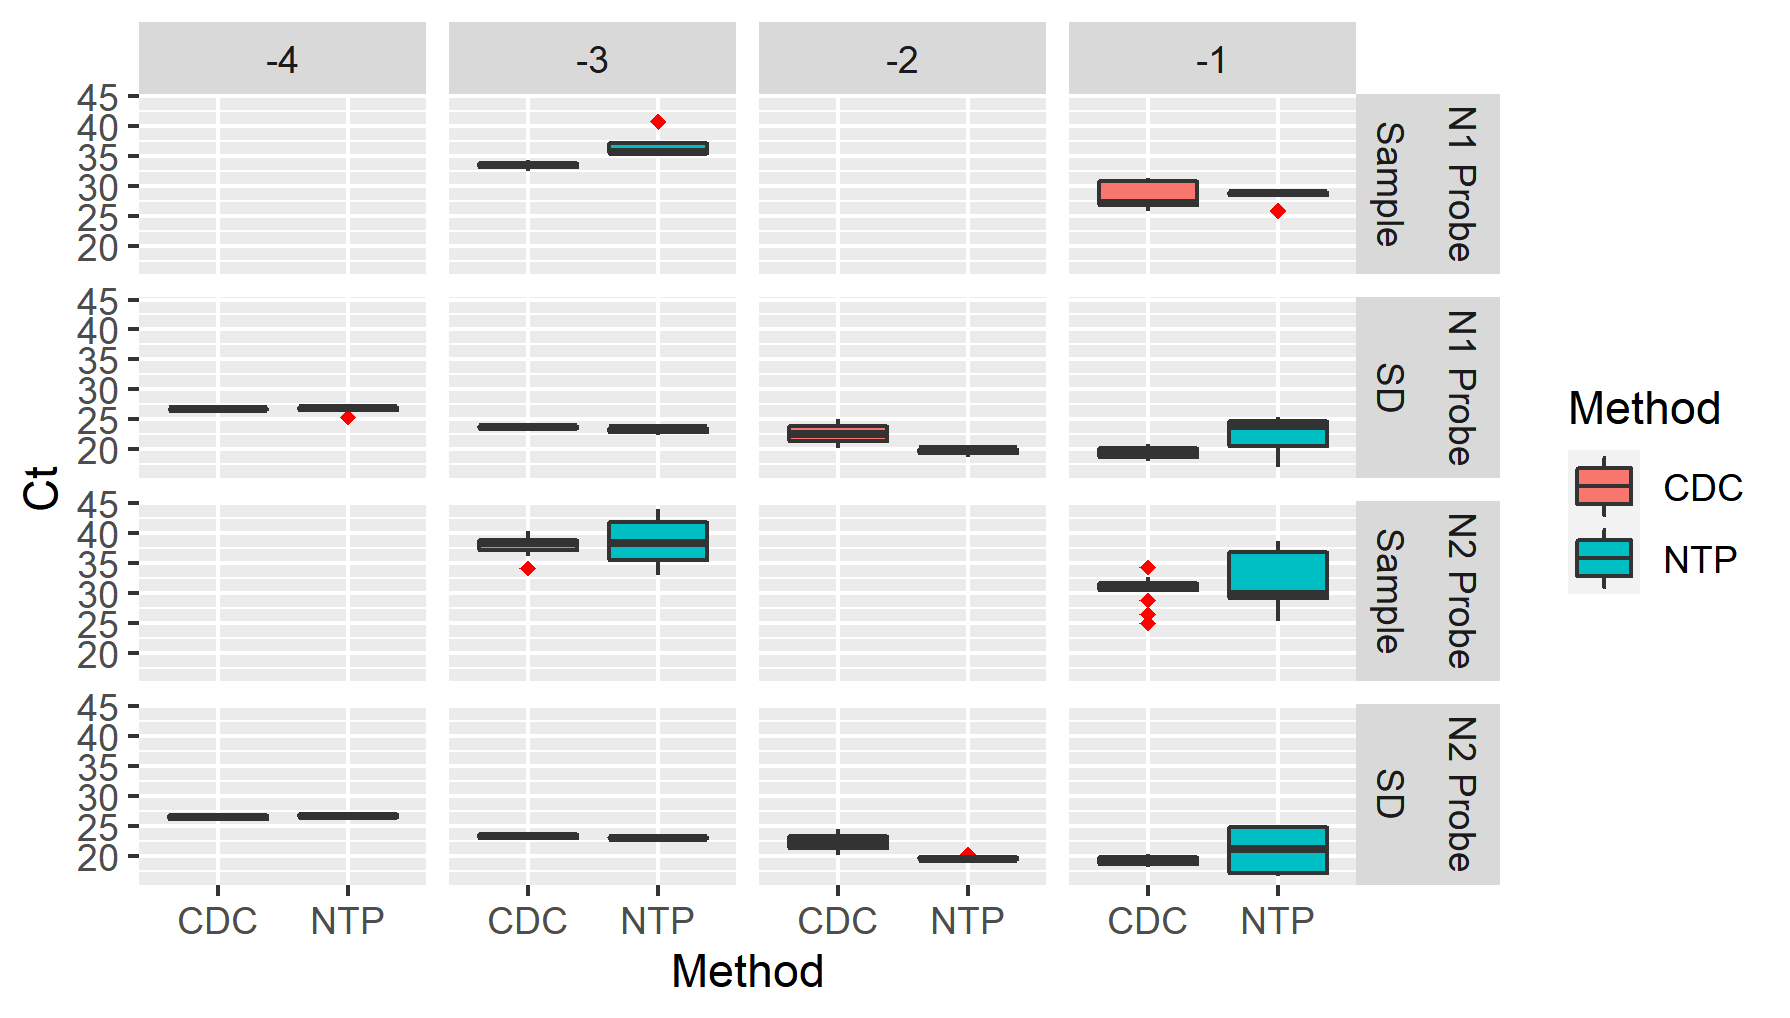 -4 -3 -2 -1
45
40
35
30
25
20
N1 Probe
Sample
45
40
35
30
25
20
N1 Probe
SD
45
40
35
30
25
20
N2 Probe
Sample
45
40
35
30
25
20
N2 Probe
SD
Ct
CDC NTP CDC NTP CDC NTP CDC NTP
Method
Method
CDC
NTP